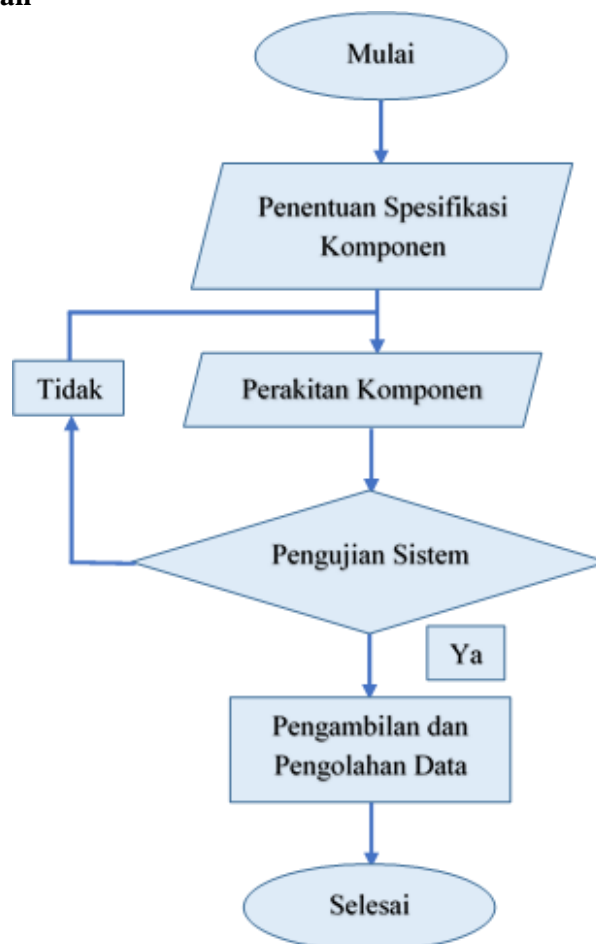 Mulai
Penentuan Spesifikasi
Komponen
Tidak
Perakitan Komponen
Pengujian Sistem
Ya
Pengambilan dan
Pengolahan Data
Selesai